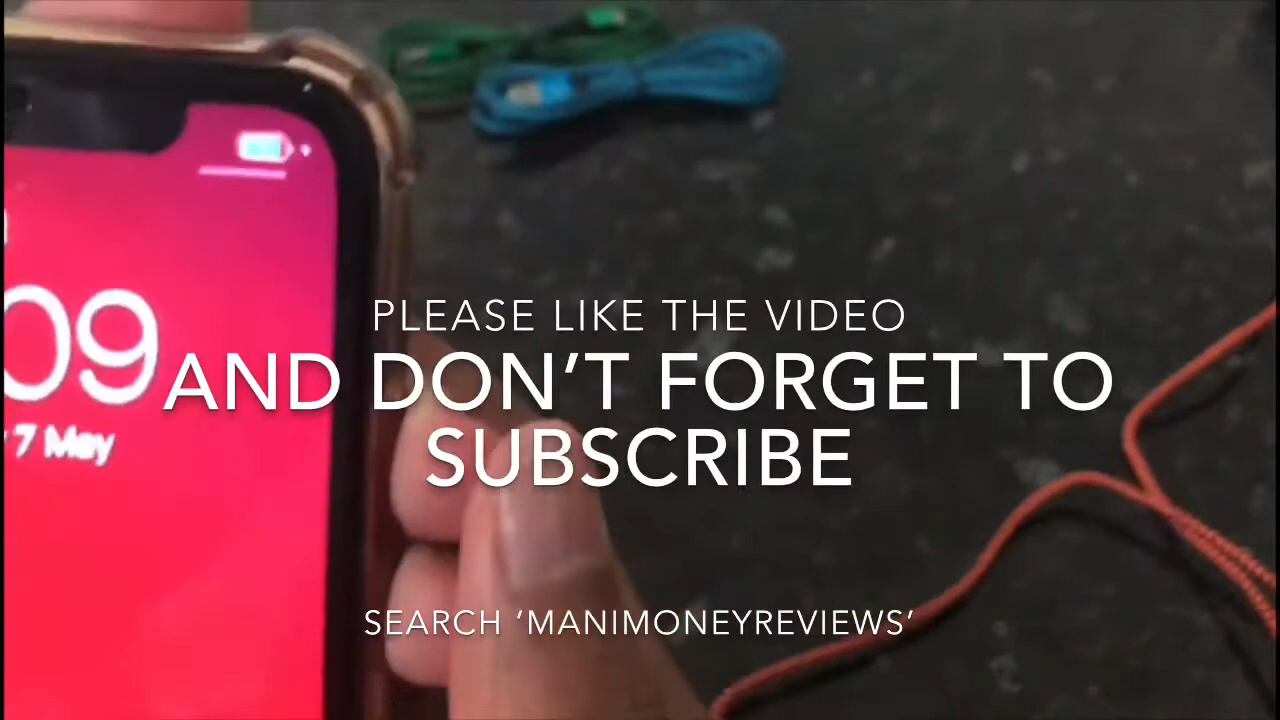 09
7 May
PLEASE LIKE THE VIDEO
AND DON’T FORGET TO
SUBSCRIBE
SEARCH ‘MANIMONEYREVIEWS’